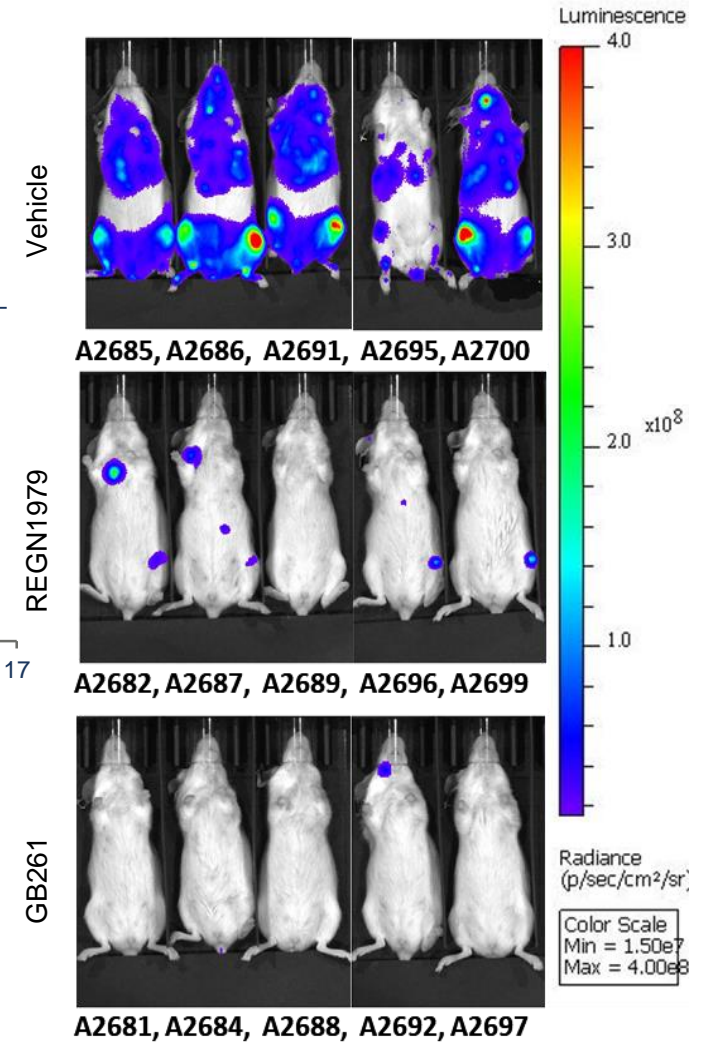 Luminescence
4.0
3.0
2.0
x10⁸
1.0
Vehicle
A2685, A2686, A2691, A2695, A2700
REGN1979
17
A2682, A2687, A2689, A2696, A2699
GB261
A2681, A2684, A2688, A2692, A2697
Radiance
(p/sec/cm²/sr)
Color Scale
Min = 1.50e7
Max = 4.00e8